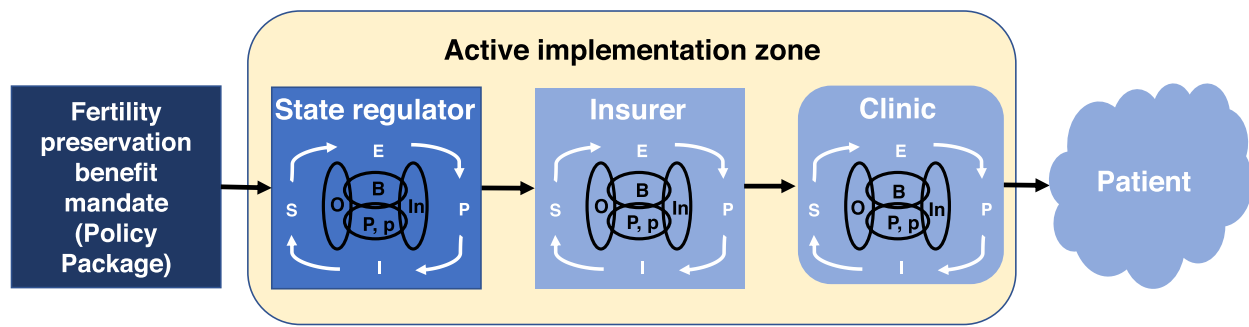 Active implementation zone
Fertility
preservation
benefit
mandate
(Policy
Package)
State regulator
E
S
O
B
P, p
In
P
I
Insurer
E
S
O
B
P, p
In
P
I
Clinic
E
S
O
B
P, p
In
P
I
Patient